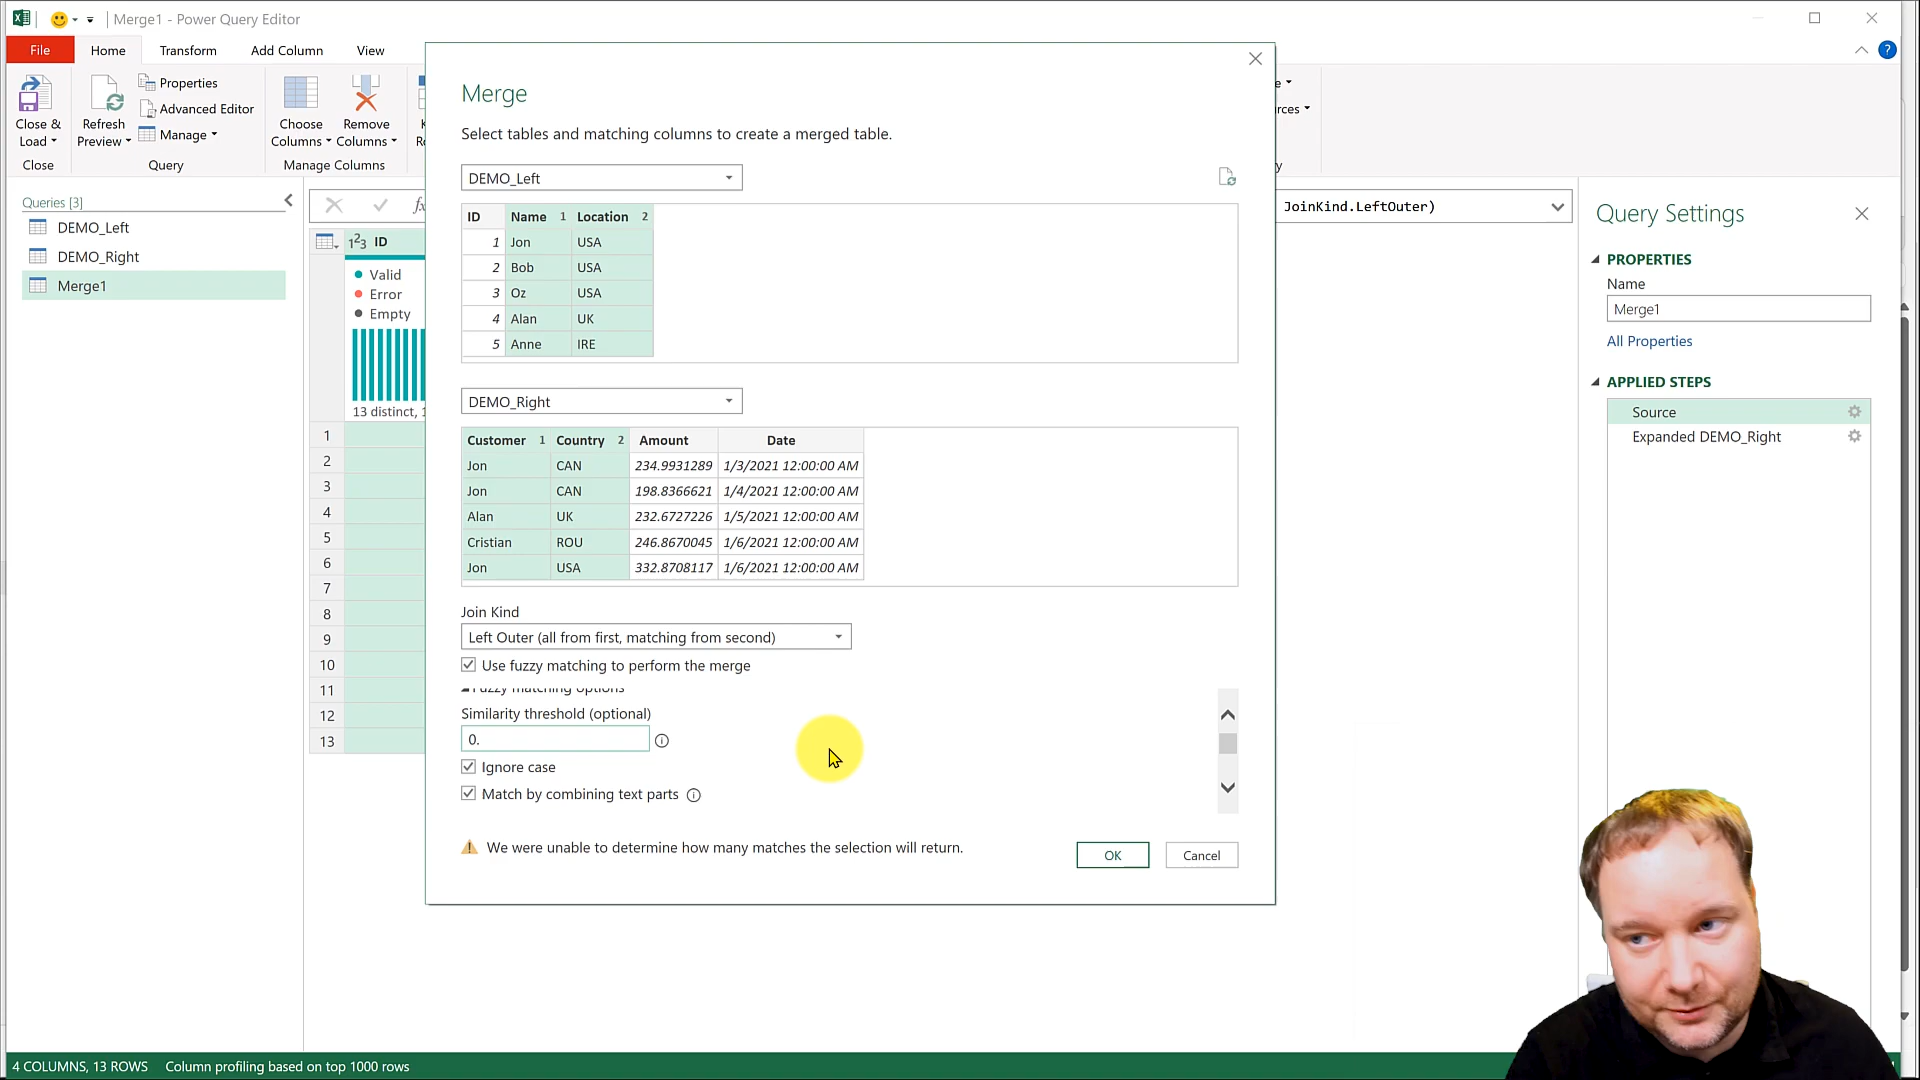 Merge1 - Power Query Editor
File Home Transform Add Column View
Close & Load
Close
Refresh Preview
Properties
Advanced Editor
Manage
Query
Choose Columns
Remove Columns
Manage Columns
Queries [3]
DEMO_Left
DEMO_Right
Merge1
fx
JoinKind.LeftOuter)
1 2 3 ID
Valid
Error
Empty
13 distinct,
1
2
3
4
5
6
7
8
9
10
11
12
13
Merge
Select tables and matching columns to create a merged table.
DEMO_Left
ID Name 1 Location 2
1 Jon USA
2 Bob USA
3 Oz USA
4 Alan UK
5 Anne IRE
DEMO_Right
Customer 1 Country 2 Amount Date
Jon CAN 234.9931289 1/3/2021 12:00:00 AM
Jon CAN 198.8366621 1/4/2021 12:00:00 AM
Alan UK 232.6727226 1/5/2021 12:00:00 AM
Cristian ROU 246.8670045 1/6/2021 12:00:00 AM
Jon USA 332.8708117 1/6/2021 12:00:00 AM
Join Kind
Left Outer (all from first, matching from second)
Use fuzzy matching to perform the merge
Fuzzy matching options
Similarity threshold (optional)
0.
Ignore case
Match by combining text parts
We were unable to determine how many matches the selection will return.
OK Cancel
Query Settings
PROPERTIES
Name
Merge1
All Properties
APPLIED STEPS
Source
Expanded DEMO_Right
4 COLUMNS, 13 ROWS Column profiling based on top 1000 rows